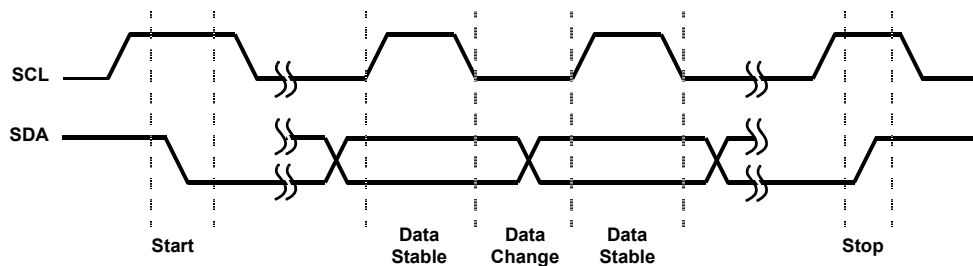 SCL
SDA
Start
Data
Stable
Data
Change
Data
Stable
Stop